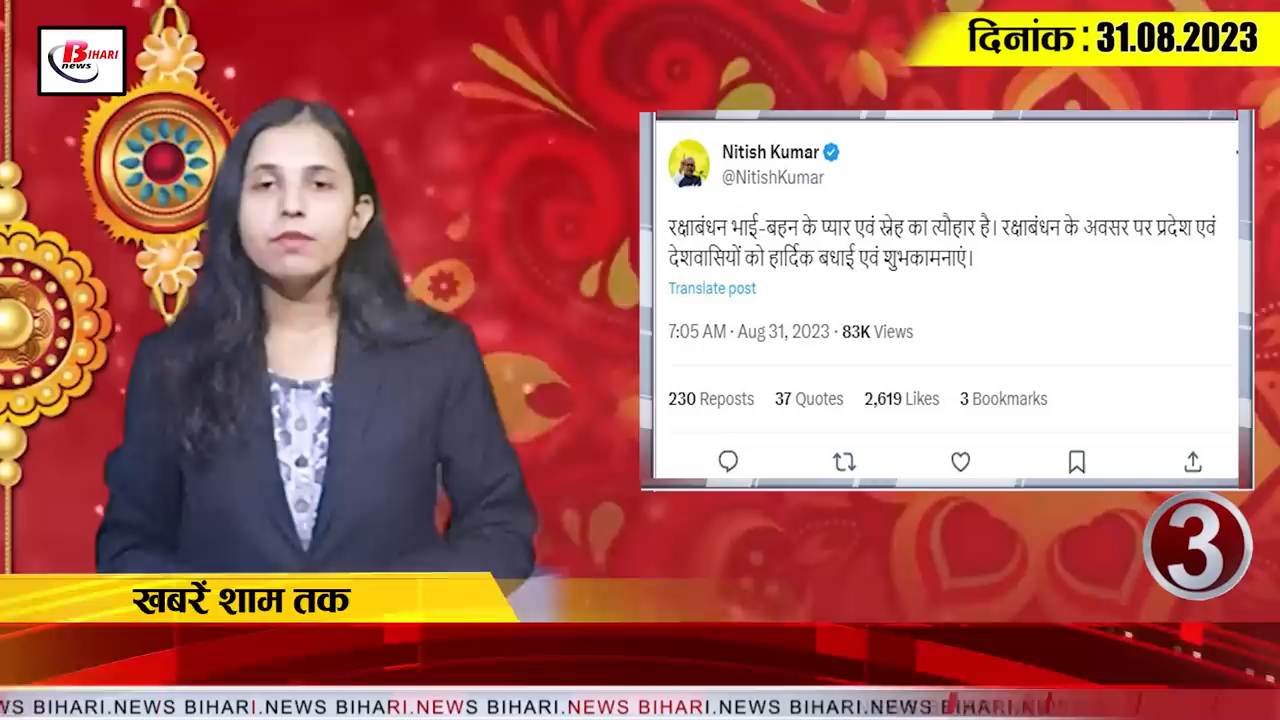 BIHARI
news
दिनांक : 31.08.2023
Nitish Kumar
@NitishKumar
रक्षाबंधन भाई-बहन के प्यार एवं स्नेह का त्यौहार है। रक्षाबंधन के अवसर पर प्रदेश एवं
देशवासियों को हार्दिक बधाई एवं शुभकामनाएं।
Translate post
7:05 AM · Aug 31, 2023 · 83K Views
230 Reposts 37 Quotes 2,619 Likes 3 Bookmarks
3
खबरें शाम तक
WS BIHARI.NEWS BIHARI.NEWS BIHARI.NEWS BIHARI.NEWS BIHARI.NEWS BIHARI.NEWS